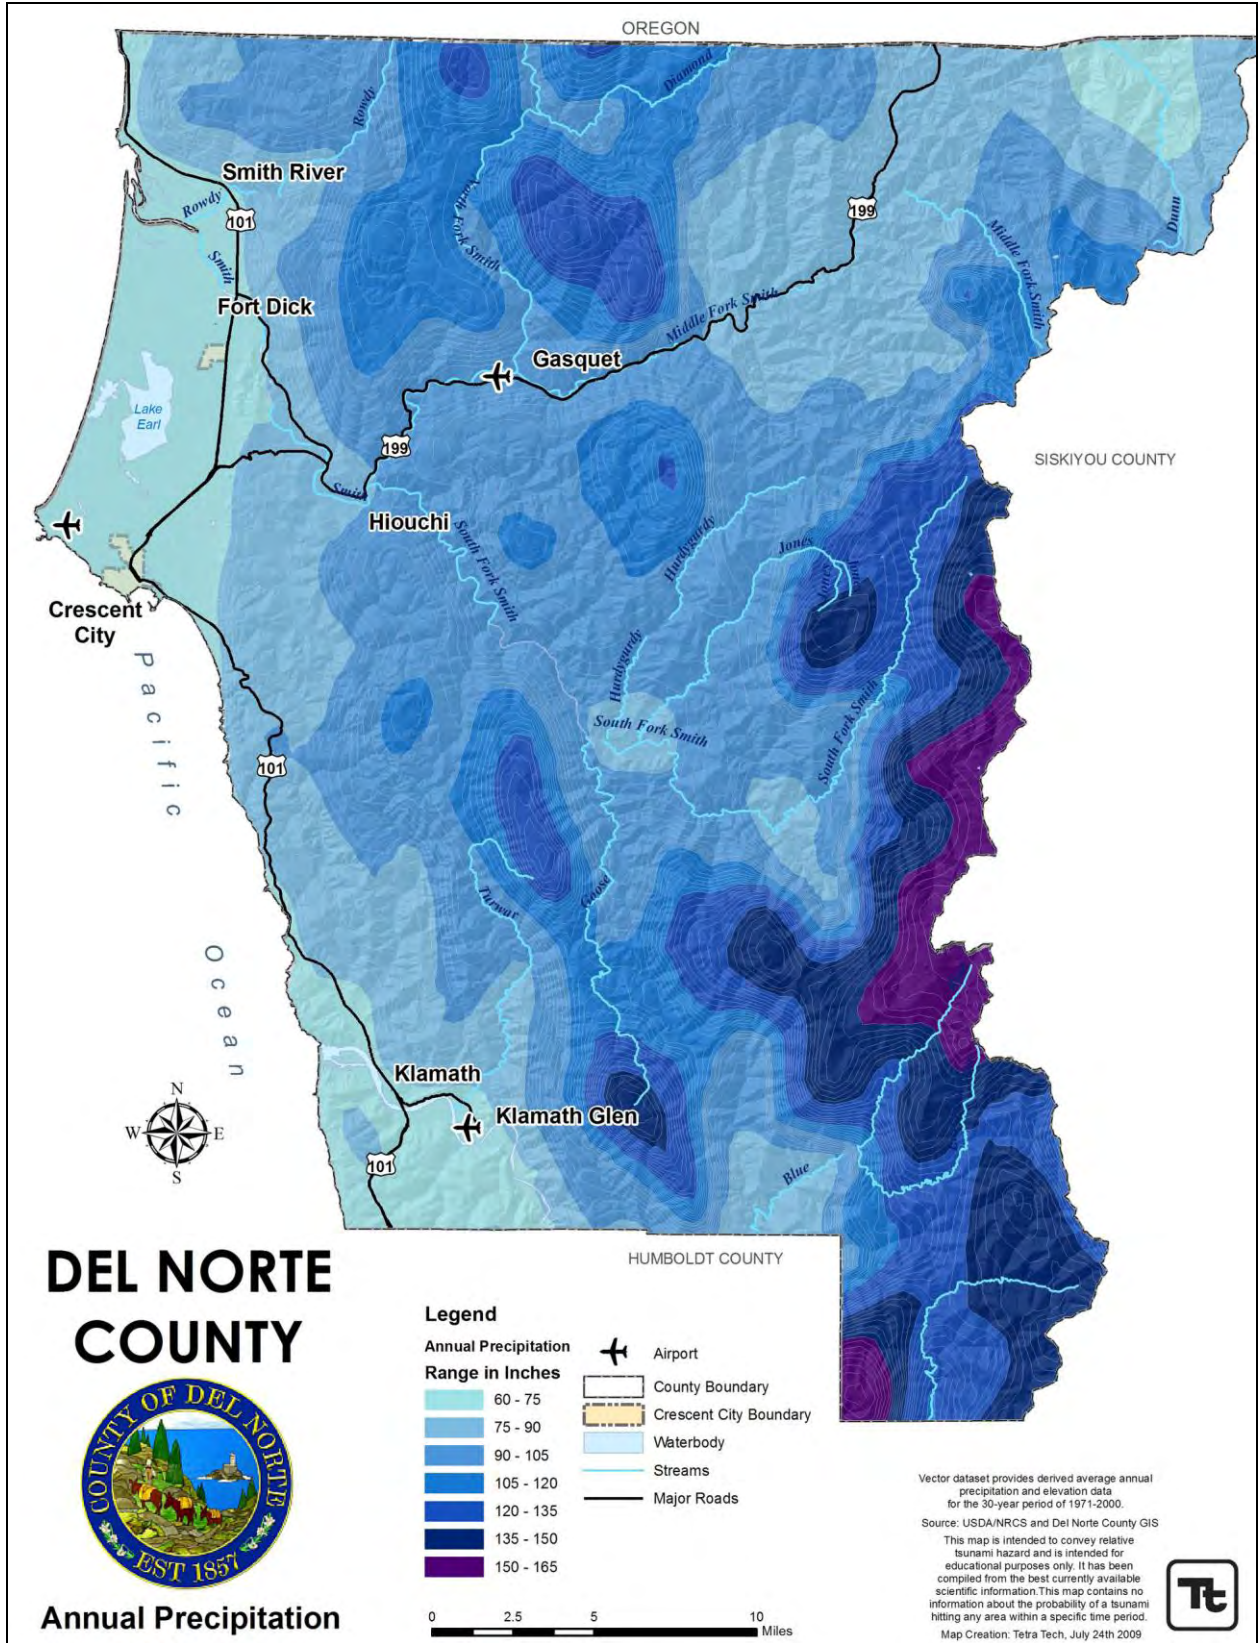 OREGON
Diamond
Rowdy
Smith River
Rowdy
101
199
North Fork Smith
Dunn
Middle Fork Smith
Smith
Fort Dick
Middle Fork Smith
Gasquet
Lake
Earl
199
SISKIYOU COUNTY
Smith
Hiouchi
South Fork Smith
Hurdygurdy
Jones
Jones
Crescent
City
Hurdygurdy
South Fork Smith
South Fork Smith
Pacific
101
Turwar
Goose
Ocean
Klamath
Klamath Glen
N
W E
S
101
Blue
HUMBOLDT COUNTY
DEL NORTE
COUNTY
COUNTY OF DEL NORTE
EST 1857
Annual Precipitation
Legend
Annual Precipitation
Range in Inches
60 - 75
75 - 90
90 - 105
105 - 120
120 - 135
135 - 150
150 - 165
Airport
County Boundary
Crescent City Boundary
Waterbody
Streams
Major Roads
0 2.5 5 10
Miles
Vector dataset provides derived average annual
precipitation and elevation data
for the 30-year period of 1971-2000.
Source: USDA/NRCS and Del Norte County GIS
This map is intended to convey relative
tsunami hazard and is intended for
educational purposes only. It has been
compiled from the best currently available
scientific information.This map contains no
information about the probability of a tsunami
hitting any area within a specific time period.
Map Creation: Tetra Tech, July 24th 2009
Tt